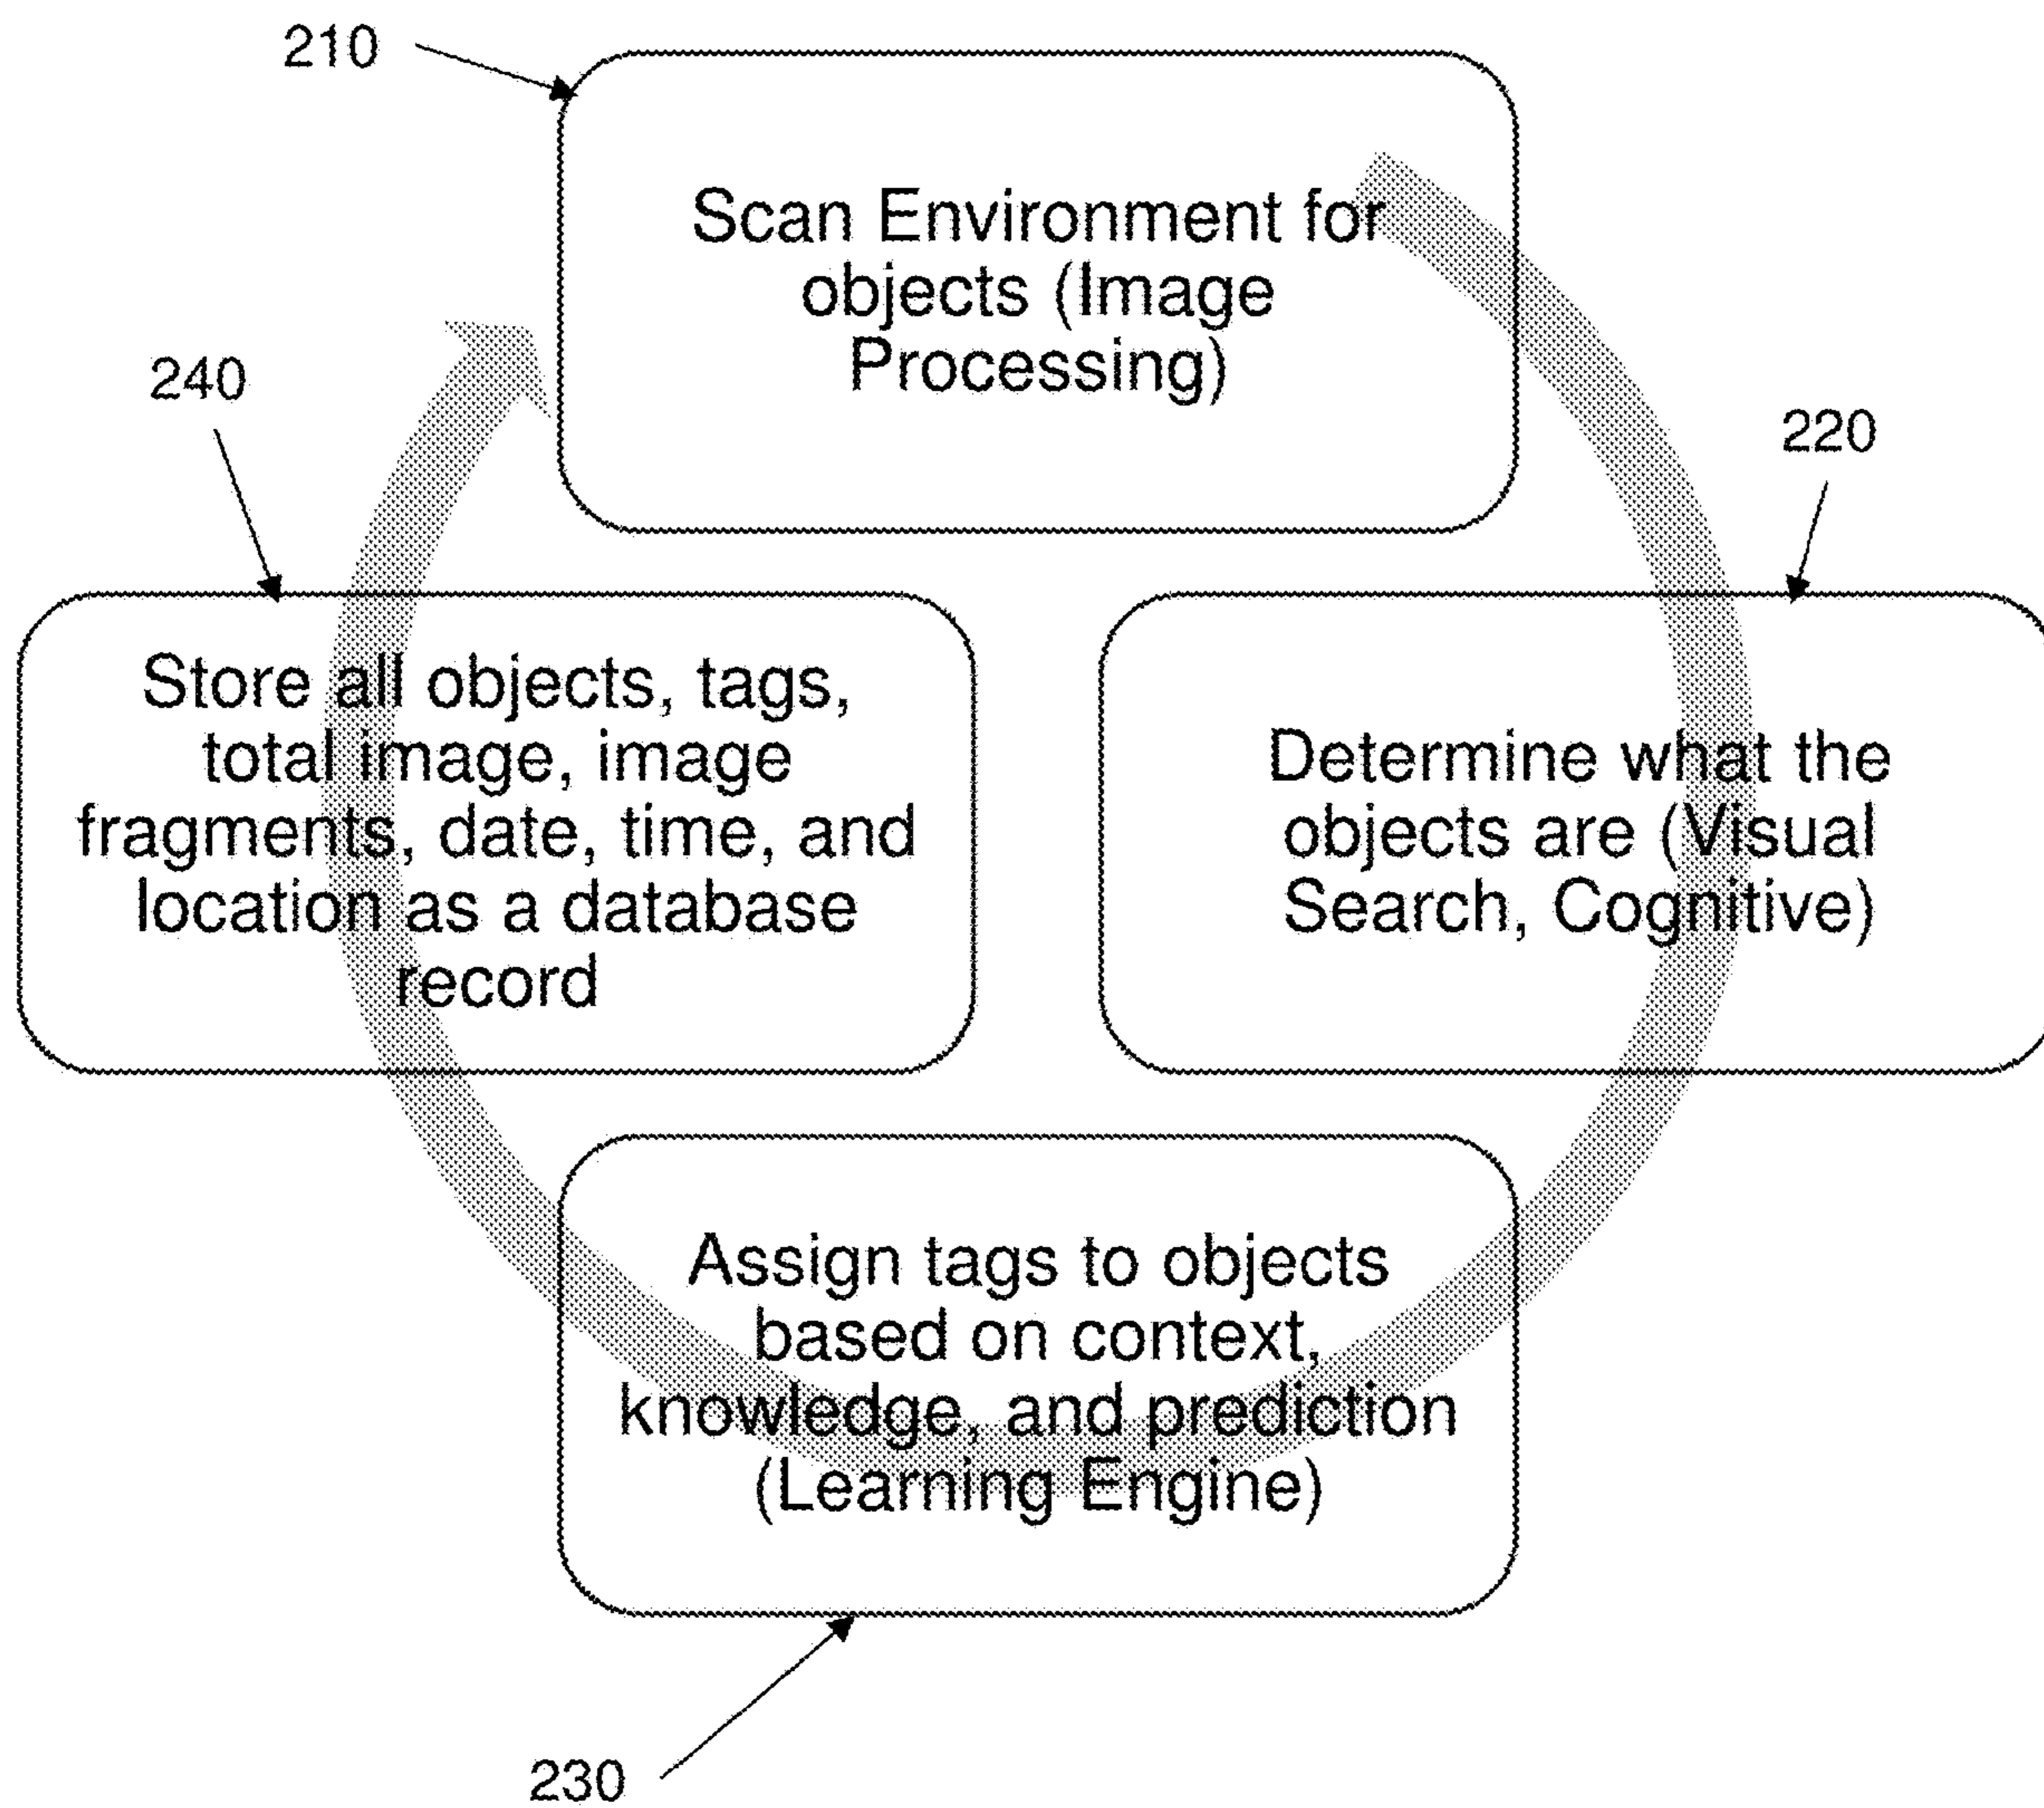 210
Scan Environment for
objects (Image
Processing)
240
220
Store all objects, tags,
total image, image
fragments, date, time, and
location as a database
record
Determine what the
objects are (Visual
Search, Cognitive)
Assign tags to objects
based on context,
knowledge, and prediction
(Learning Engine)
230